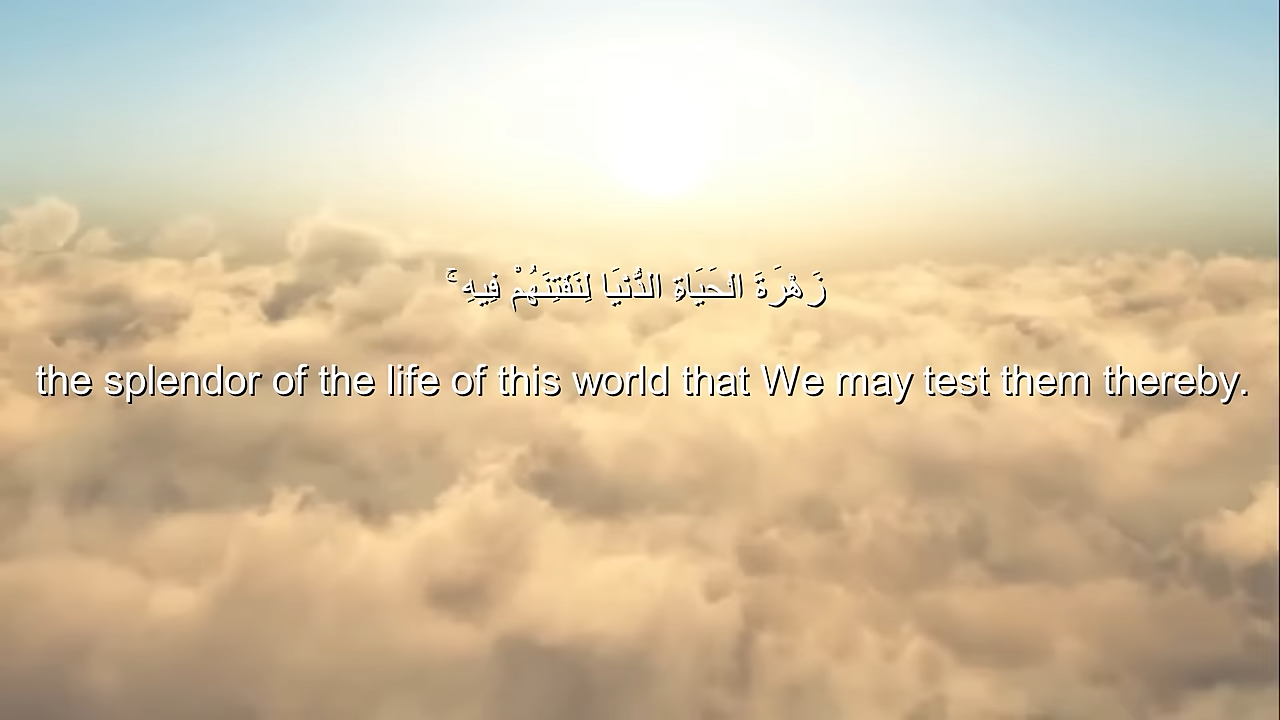 زَهْرَةَ الْحَيَاةِ الدُّنْيَا لِنَفْتِنَهُمْ فِيهِ ۚ
the splendor of the life of this world that We may test them thereby.